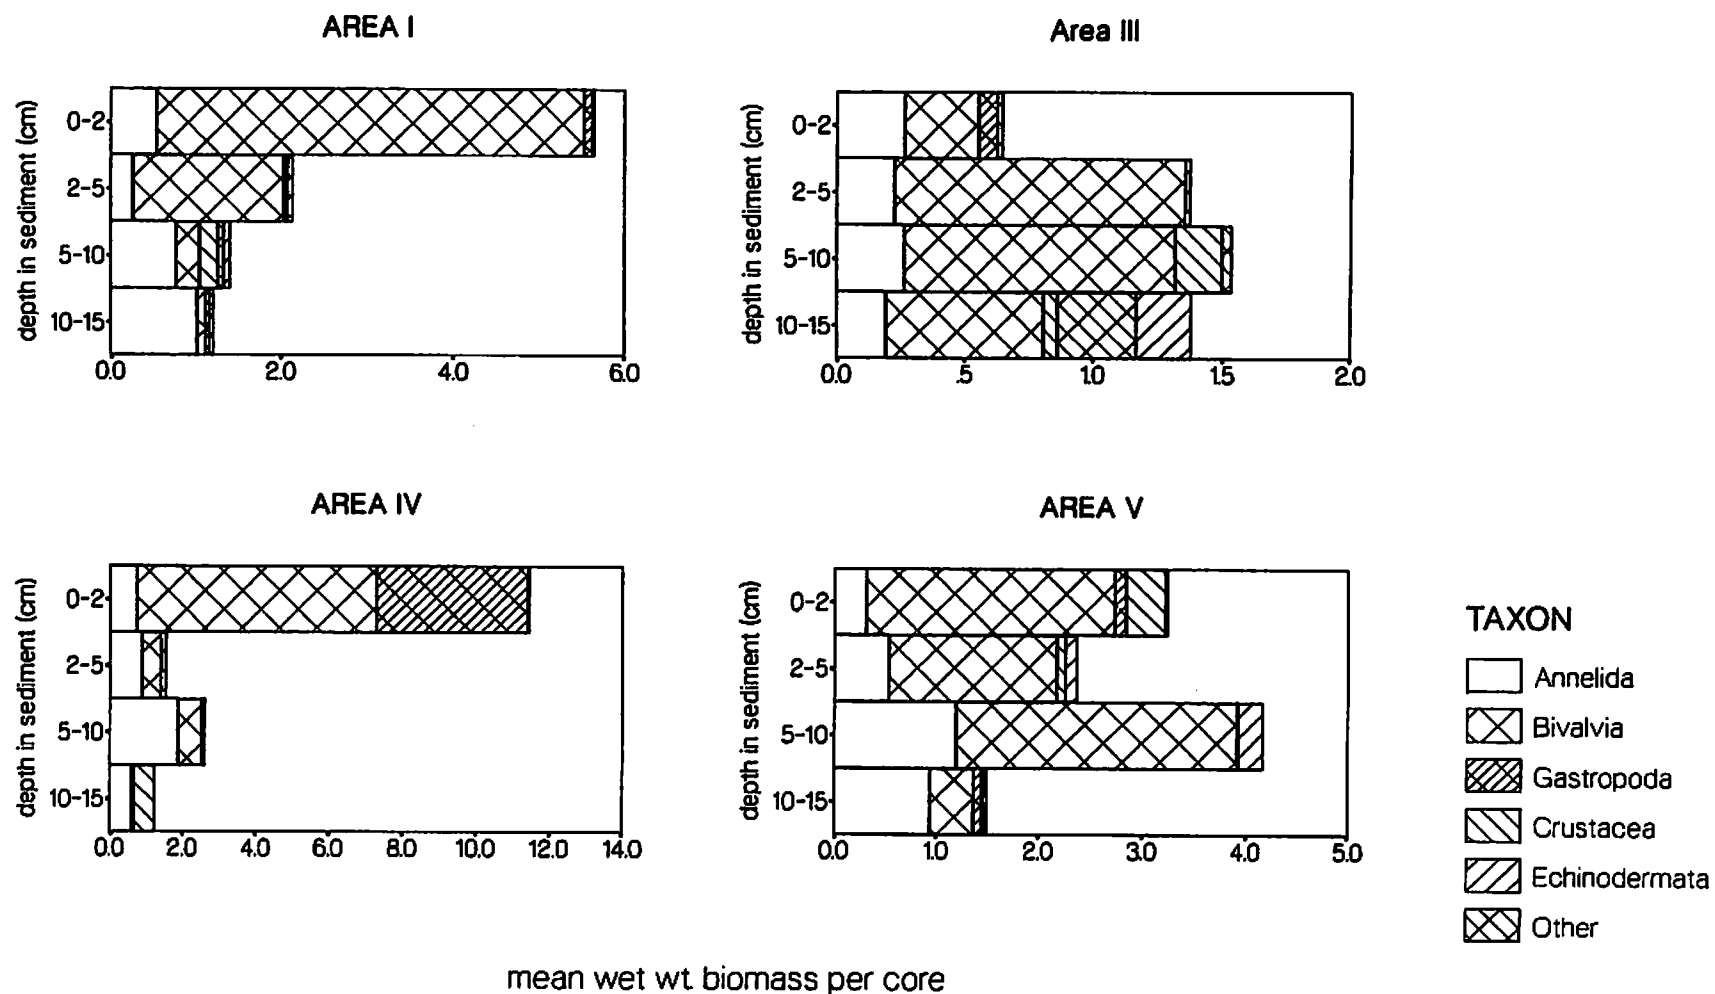 AREA I
depth in sediment (cm)
0-2
2-5
5-10
10-15
0.0 2.0 4.0 6.0
Area III
depth in sediment (cm)
0-2
2-5
5-10
10-15
0.0 .5 1.0 1.5 2.0
AREA IV
depth in sediment (cm)
0-2
2-5
5-10
10-15
0.0 2.0 4.0 6.0 8.0 10.0 12.0 14.0
AREA V
depth in sediment (cm)
0-2
2-5
5-10
10-15
0.0 1.0 2.0 3.0 4.0 5.0
TAXON
Annelida
Bivalvia
Gastropoda
Crustacea
Echinodermata
Other
mean wet wt. biomass per core